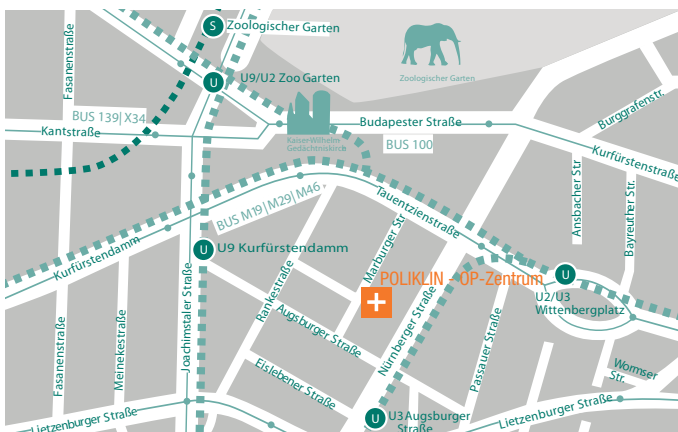 S
Zoologischer Garten
Fasanenstraße
U
U9/U2 Zoo Garten
Zoologischer Garten
BUS 139| X34
Kantstraße
Kaiser-Wilhelm-
Gedächtniskirche
Budapester Straße
BUS 100
Burggrafenstr.
Kurfürstenstraße
Ansbacher Str
Bayreuther Str.
BUS M19| M29| M46
Tauentzienstraße
Marburger Str
U
U9 Kurfürstendamm
Kurfürstendamm
Joachimstaler Straße
Rankestraße
POLIKLIN - OP-Zentrum
U
U2/U3
Wittenbergplatz
Augsburger Straße
Nürnberger Straße
Passauer Straße
Fasanenstraße
Meinekestraße
Eislebener Straße
Wormser
Str.
Lietzenburger Straße
U
U3 Augsburger
Straße
Lietzenburger Straße